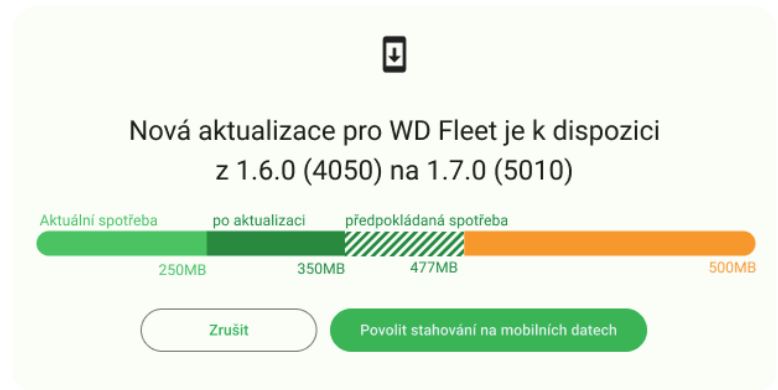 Nová aktualizace pro WD Fleet je k dispozici
z 1.6.0 (4050) na 1.7.0 (5010)
Aktuální spotřeba po aktualizaci předpokládaná spotřeba
250MB 350MB 477MB 500MB
Zrušit Povolit stahování na mobilních datech